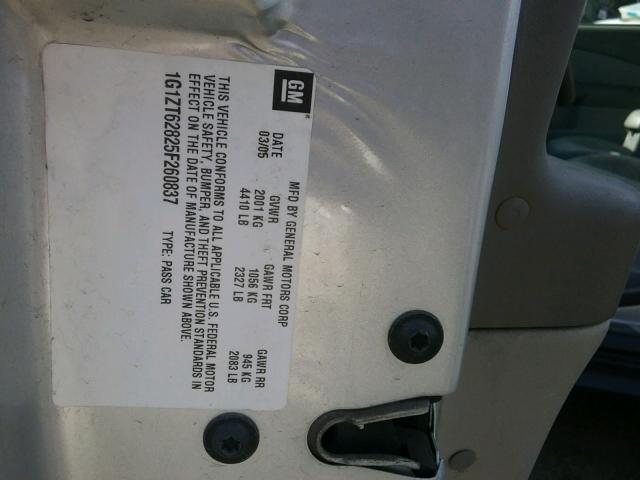 GM
MFD BY GENERAL MOTORS CORP
DATE GVWR GAWR FRT GAWR RR
03/05 2001 KG 1056 KG 945 KG
4410 LB 2327 LB 2083 LB
THIS VEHICLE CONFORMS TO ALL APPLICABLE U.S. FEDERAL MOTOR
VEHICLE SAFETY, BUMPER, AND THEFT PREVENTION STANDARDS IN
EFFECT ON THE DATE OF MANUFACTURE SHOWN ABOVE.
1G1ZT62825F260837 TYPE: PASS CAR